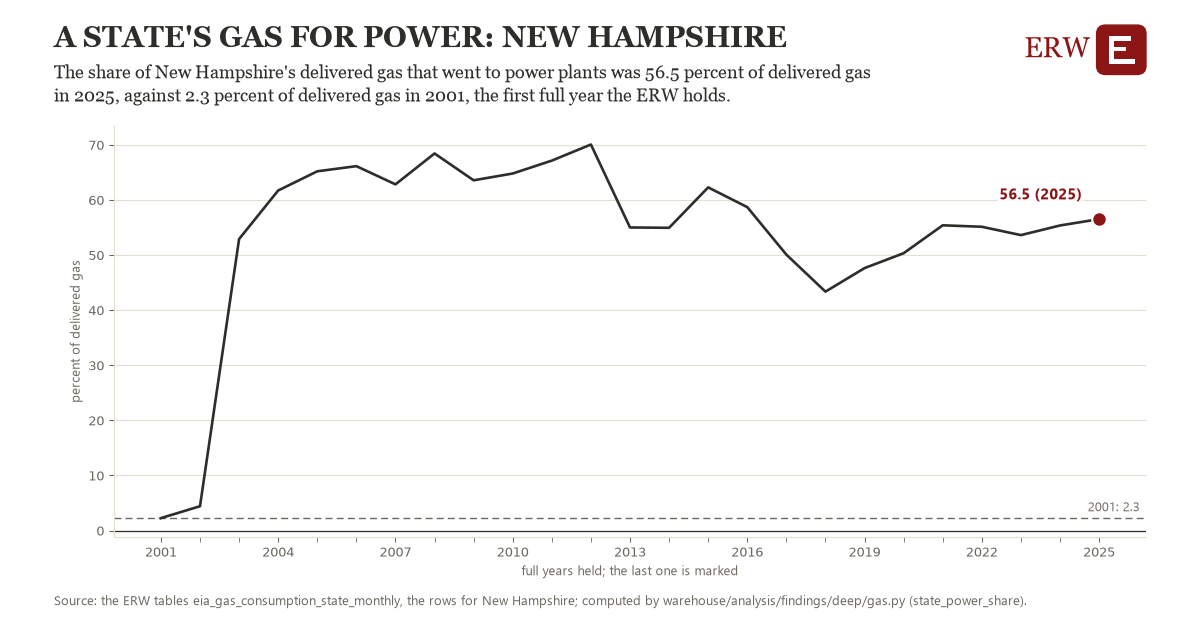 A STATE'S GAS FOR POWER: NEW HAMPSHIRE
The share of New Hampshire's delivered gas that went to power plants was 56.5 percent of delivered gas
in 2025, against 2.3 percent of delivered gas in 2001, the first full year the ERW holds.
ERW E
70
60
50
40
30
20
10
0
percent of delivered gas
56.5 (2025)
2001: 2.3
2001 2004 2007 2010 2013 2016 2019 2022 2025
full years held; the last one is marked
Source: the ERW tables eia_gas_consumption_state_monthly, the rows for New Hampshire; computed by warehouse/analysis/findings/deep/gas.py (state_power_share).